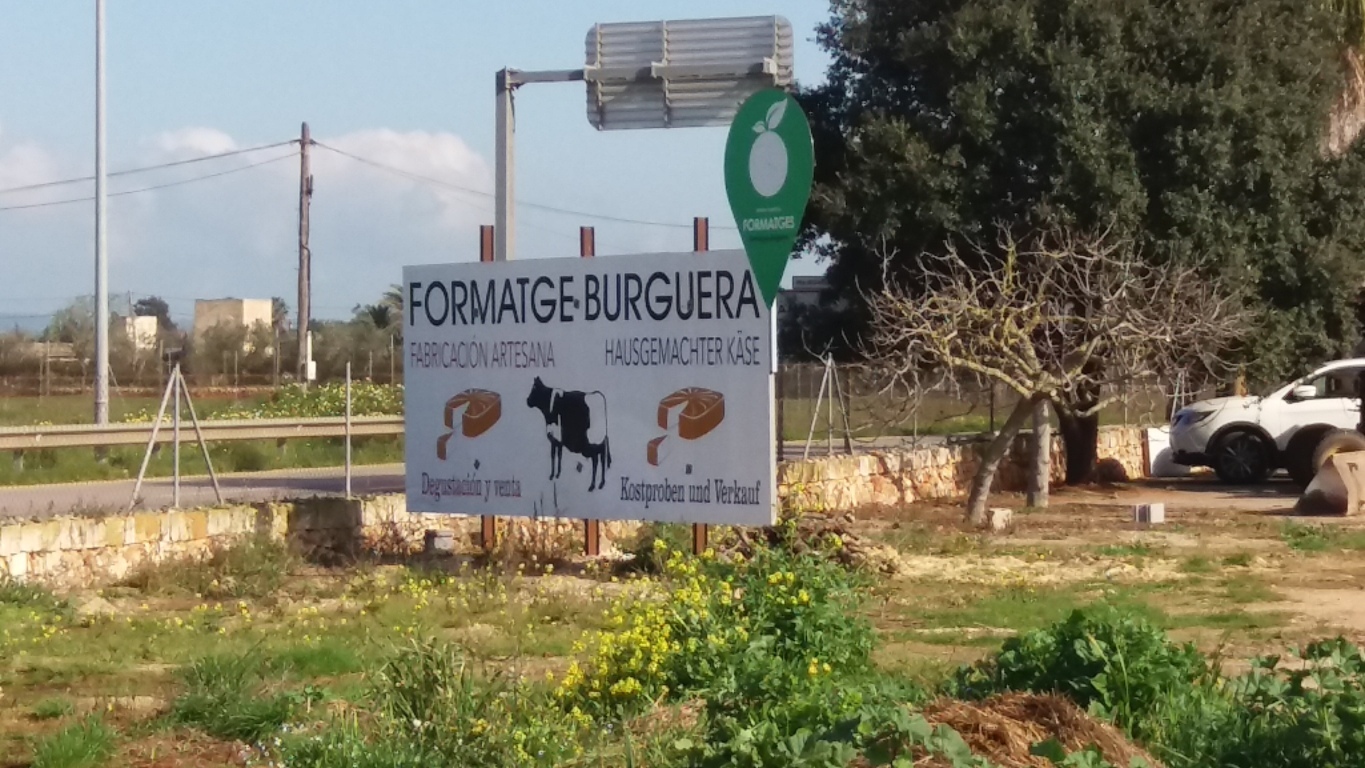 FORMATGES
FORMATGE BURGUERA
FABRICACIÓN ARTESANA
HAUSGEMACHTER KÄSE
Degustación y venta
Kostproben und Verkauf